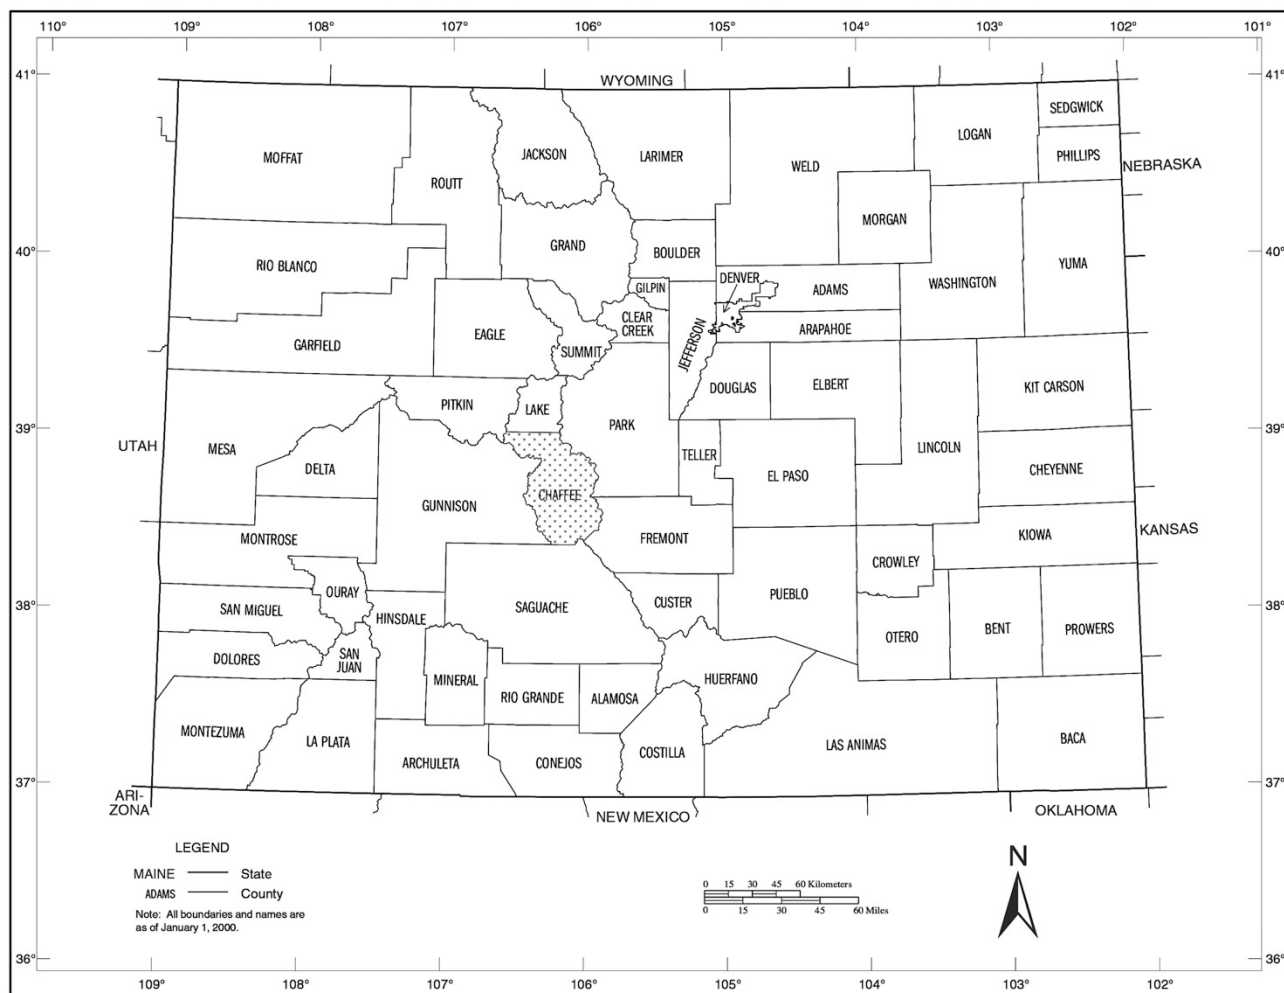 110°
109°
108°
107°
106°
105°
104°
103°
102°
101°
41°
41°
WYOMING
SEDGWICK
LOGAN
MOFFAT
JACKSON
LARIMER
WELD
PHILLIPS
NEBRASKA
ROUTT
MORGAN
40°
GRAND
BOULDER
40°
RIO BLANCO
DENVER
YUMA
GILPIN
ADAMS
WASHINGTON
CLEAR
CREEK
ARAPAHOE
GARFIELD
EAGLE
SUMMIT
JEFFERSON
DOUGLAS
ELBERT
KIT CARSON
PITKIN
LAKE
39°
PARK
39°
UTAH
MESA
DELTA
TELLER
EL PASO
LINCOLN
CHEYENNE
GUNNISON
CHAFFEE
MONTROSE
FREMONT
KIOWA
KANSAS
CROWLEY
OURAY
38°
SAN MIGUEL
HINSDALE
SAGUACHE
CUSTER
PUEBLO
38°
OTERO
BENT
PROWERS
DOLORES
SAN
JUAN
MINERAL
RIO GRANDE
ALAMOSA
HUERFANO
MONTEZUMA
LA PLATA
ARCHULETA
CONEJOS
COSTILLA
LAS ANIMAS
BACA
37°
37°
ARI-
ZONA
NEW MEXICO
OKLAHOMA
LEGEND
MAINE State
ADAMS County
Note: All boundaries and names are
as of January 1, 2000.
0 15 30 45 60 Kilometers
0 15 30 45 60 Miles
N
36°
36°
109°
108°
107°
106°
105°
104°
103°
102°